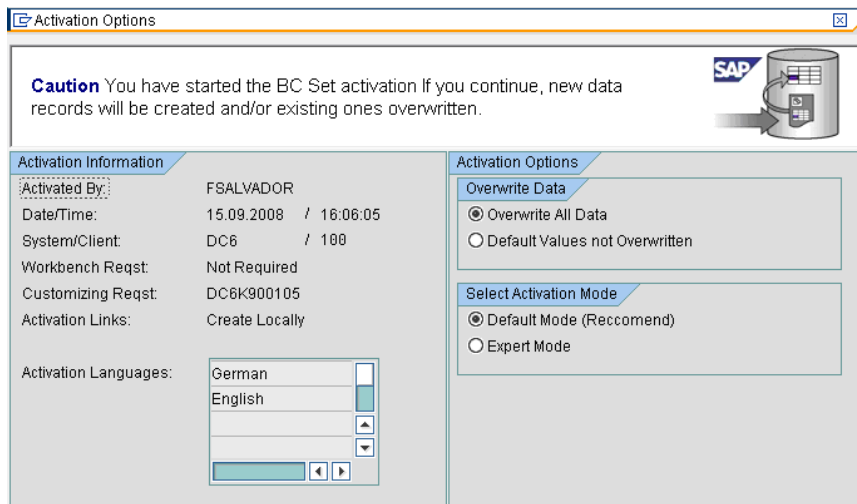 Activation Options
Caution You have started the BC Set activation If you continue, new data
records will be created and/or existing ones overwritten.
SAP
Activation Information
Activated By: FSALVADOR
Date/Time: 15.09.2008 / 16:06:05
System/Client: DC6 / 100
Workbench Reqst: Not Required
Customizing Reqst: DC6K900105
Activation Links: Create Locally
Activation Languages: German
English
Activation Options
Overwrite Data
Overwrite All Data
Default Values not Overwritten
Select Activation Mode
Default Mode (Reccomend)
Expert Mode